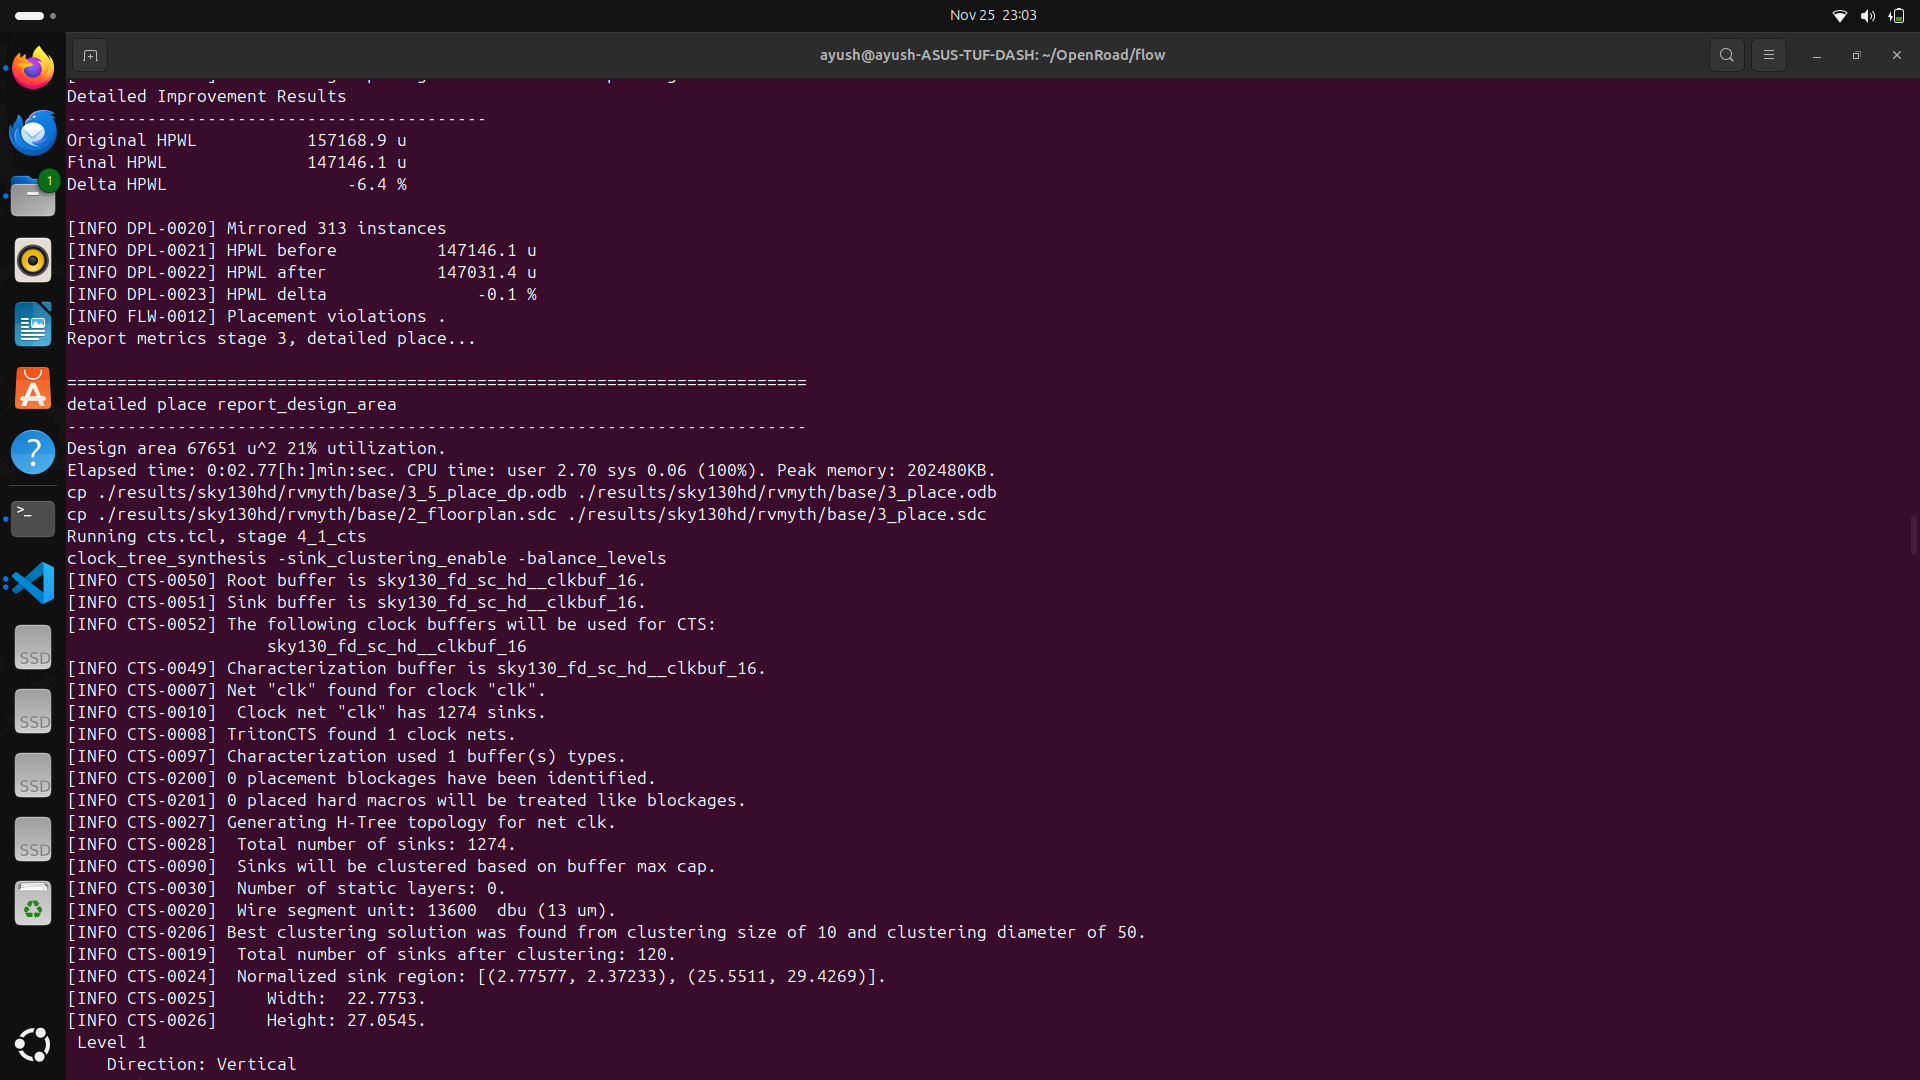 Nov 25 23:03
ayush@ayush-ASUS-TUF-DASH: ~/OpenRoad/flow
Detailed Improvement Results
------------------------------------------
Original HPWL           157168.9 u
Final HPWL              147146.1 u
Delta HPWL                  -6.4 %
[INFO DPL-0020] Mirrored 313 instances
[INFO DPL-0021] HPWL before          147146.1 u
[INFO DPL-0022] HPWL after           147031.4 u
[INFO DPL-0023] HPWL delta               -0.1 %
[INFO FLW-0012] Placement violations .
Report metrics stage 3, detailed place...
==========================================================================
detailed place report_design_area
--------------------------------------------------------------------------
Design area 67651 u^2 21% utilization.
Elapsed time: 0:02.77[h:]min:sec. CPU time: user 2.70 sys 0.06 (100%). Peak memory: 202480KB.
cp ./results/sky130hd/rvmyth/base/3_5_place_dp.odb ./results/sky130hd/rvmyth/base/3_place.odb
cp ./results/sky130hd/rvmyth/base/2_floorplan.sdc ./results/sky130hd/rvmyth/base/3_place.sdc
Running cts.tcl, stage 4_1_cts
clock_tree_synthesis -sink_clustering_enable -balance_levels
[INFO CTS-0050] Root buffer is sky130_fd_sc_hd__clkbuf_16.
[INFO CTS-0051] Sink buffer is sky130_fd_sc_hd__clkbuf_16.
[INFO CTS-0052] The following clock buffers will be used for CTS:
                    sky130_fd_sc_hd__clkbuf_16
[INFO CTS-0049] Characterization buffer is sky130_fd_sc_hd__clkbuf_16.
[INFO CTS-0007] Net "clk" found for clock "clk".
[INFO CTS-0010]  Clock net "clk" has 1274 sinks.
[INFO CTS-0008] TritonCTS found 1 clock nets.
[INFO CTS-0097] Characterization used 1 buffer(s) types.
[INFO CTS-0200] 0 placement blockages have been identified.
[INFO CTS-0201] 0 placed hard macros will be treated like blockages.
[INFO CTS-0027] Generating H-Tree topology for net clk.
[INFO CTS-0028]  Total number of sinks: 1274.
[INFO CTS-0090]  Sinks will be clustered based on buffer max cap.
[INFO CTS-0030]  Number of static layers: 0.
[INFO CTS-0020]  Wire segment unit: 13600  dbu (13 um).
[INFO CTS-0206] Best clustering solution was found from clustering size of 10 and clustering diameter of 50.
[INFO CTS-0019]  Total number of sinks after clustering: 120.
[INFO CTS-0024]  Normalized sink region: [(2.77577, 2.37233), (25.5511, 29.4269)].
[INFO CTS-0025]     Width:  22.7753.
[INFO CTS-0026]     Height: 27.0545.
 Level 1
    Direction: Vertical
1
?
>_
SSD
SSD
SSD
SSD